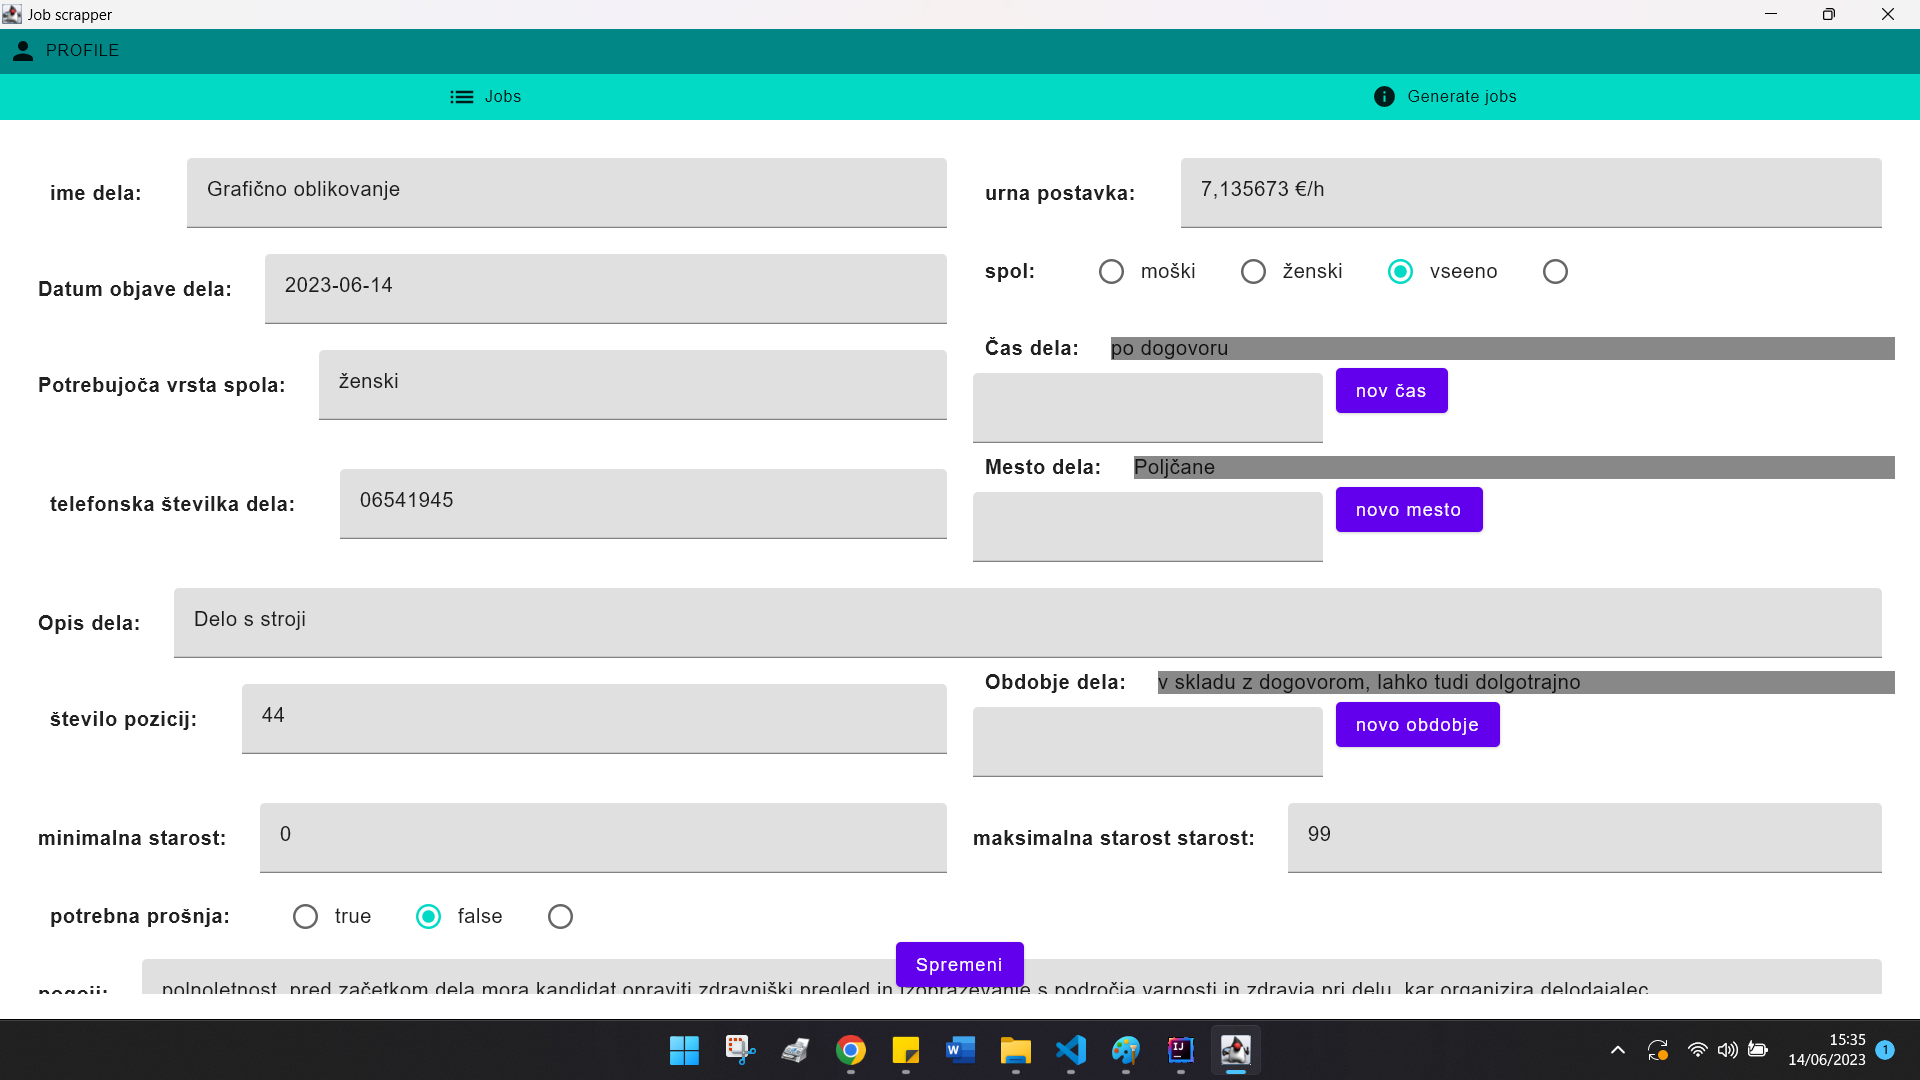 Job scrapper
PROFILE
Jobs
Generate jobs
ime dela:
Grafično oblikovanje
urna postavka:
7,135673 €/h
Datum objave dela:
2023-06-14
spol:
moški
ženski
vseeno
Potrebujoča vrsta spola:
ženski
Čas dela:
po dogovoru
nov čas
telefonska številka dela:
06541945
Mesto dela:
Poljčane
novo mesto
Opis dela:
Delo s stroji
število pozicij:
44
Obdobje dela:
v skladu z dogovorom, lahko tudi dolgotrajno
novo obdobje
minimalna starost:
0
maksimalna starost starost:
99
potrebna prošnja:
true
false
Spremeni
pogoji:
polnoletnost, pred začetkom dela mora kandidat opraviti zdravniški pregled in izobraževanje s področja varnosti in zdravja pri delu, kar organizira delodajalec
15:35
14/06/2023
1